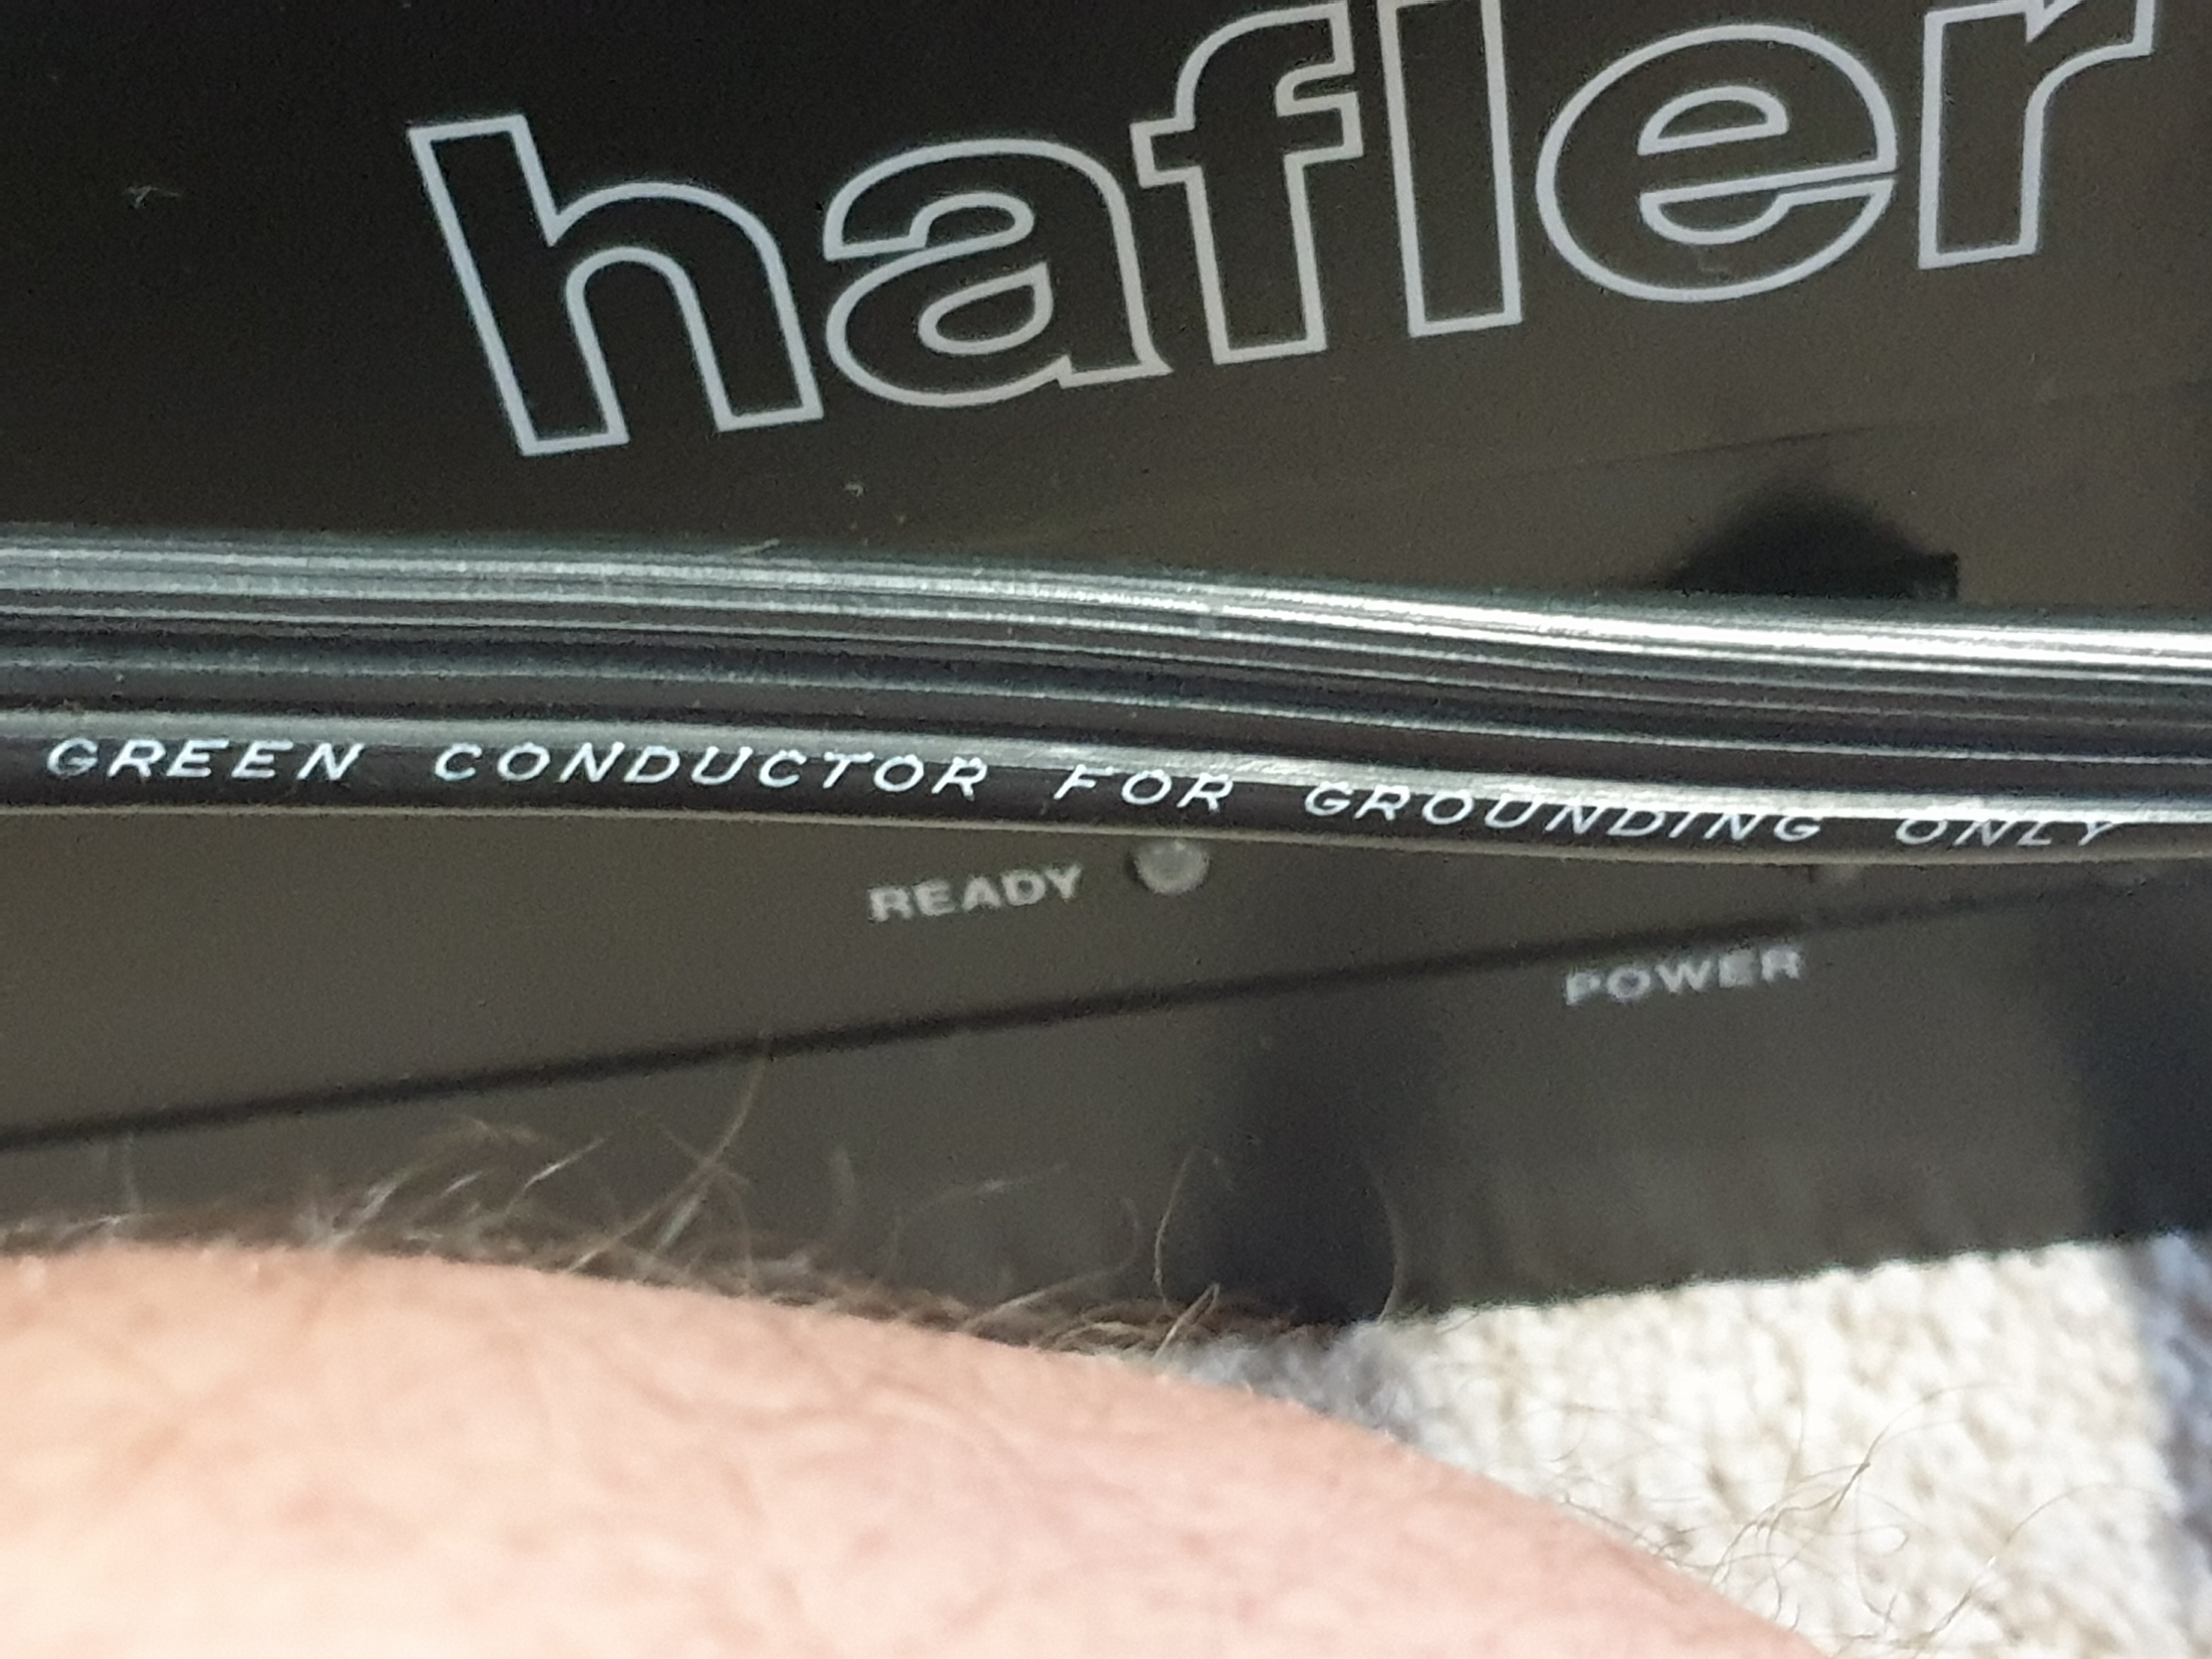 hafler
GREEN CONDUCTOR FOR GROUNDING ONLY
READY
POWER